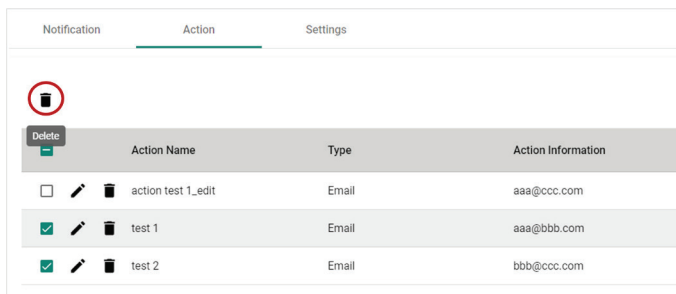 Notification Action Settings
Delete
Action Name Type Action Information
action test 1_edit Email aaa@ccc.com
test 1 Email aaa@bbb.com
test 2 Email bbb@ccc.com